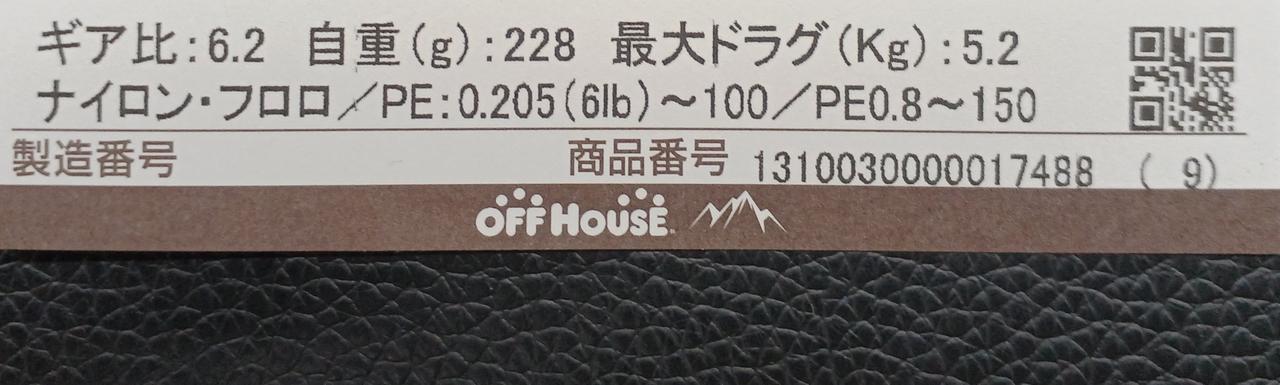 ギア比:6.2 自重(g):228 最大ドラグ(Kg):5.2
ナイロン・フロロ/PE:0.205(6lb)~100/PE0.8~150
製造番号 商品番号 1310030000017488 ( 9)
OFF HOUSE